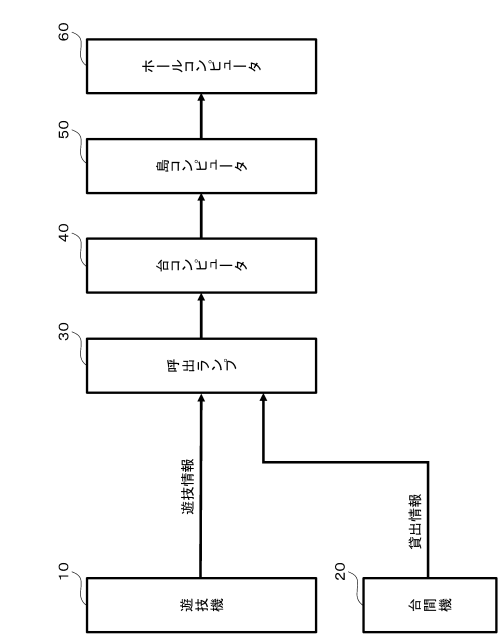 60
ホールコンピュータ
50
島コンピュータ
40
台コンピュータ
30
呼出ランプ
遊技情報
貸出情報
10
遊技機
20
台間機